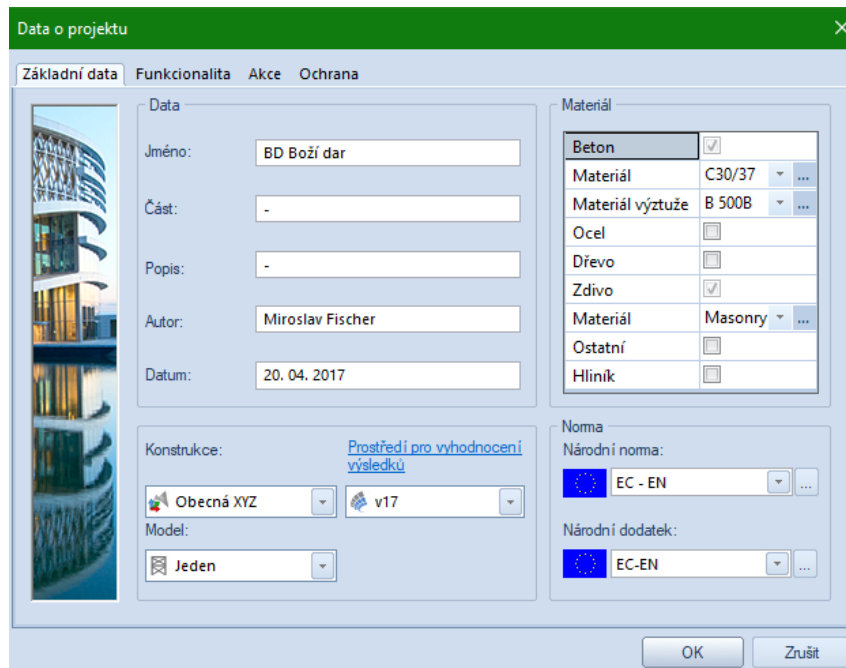 Data o projektu
Základní data Funkcionalita Akce Ochrana
Data
Jméno: BD Boží dar
Část: -
Popis: -
Autor: Miroslav Fischer
Datum: 20. 04. 2017
Materiál
Beton
Materiál C30/37 ...
Materiál výztuže B 500B ...
Ocel
Dřevo
Zdivo
Materiál Masonry ...
Ostatní
Hliník
Konstrukce:
Prostředí pro vyhodnocení
výsledků
Obecná XYZ v17
Model:
Jeden
Norma
Národní norma:
EC - EN ...
Národní dodatek:
EC-EN ...
OK Zrušit